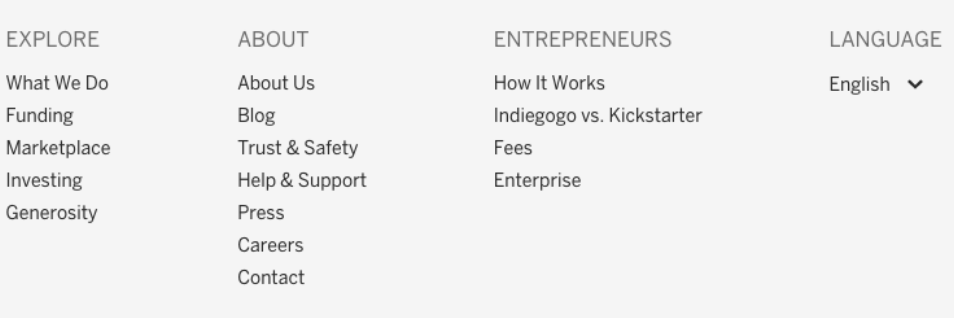 EXPLORE
What We Do
Funding
Marketplace
Investing
Generosity
ABOUT
About Us
Blog
Trust & Safety
Help & Support
Press
Careers
Contact
ENTREPRENEURS
How It Works
Indiegogo vs. Kickstarter
Fees
Enterprise
LANGUAGE
English